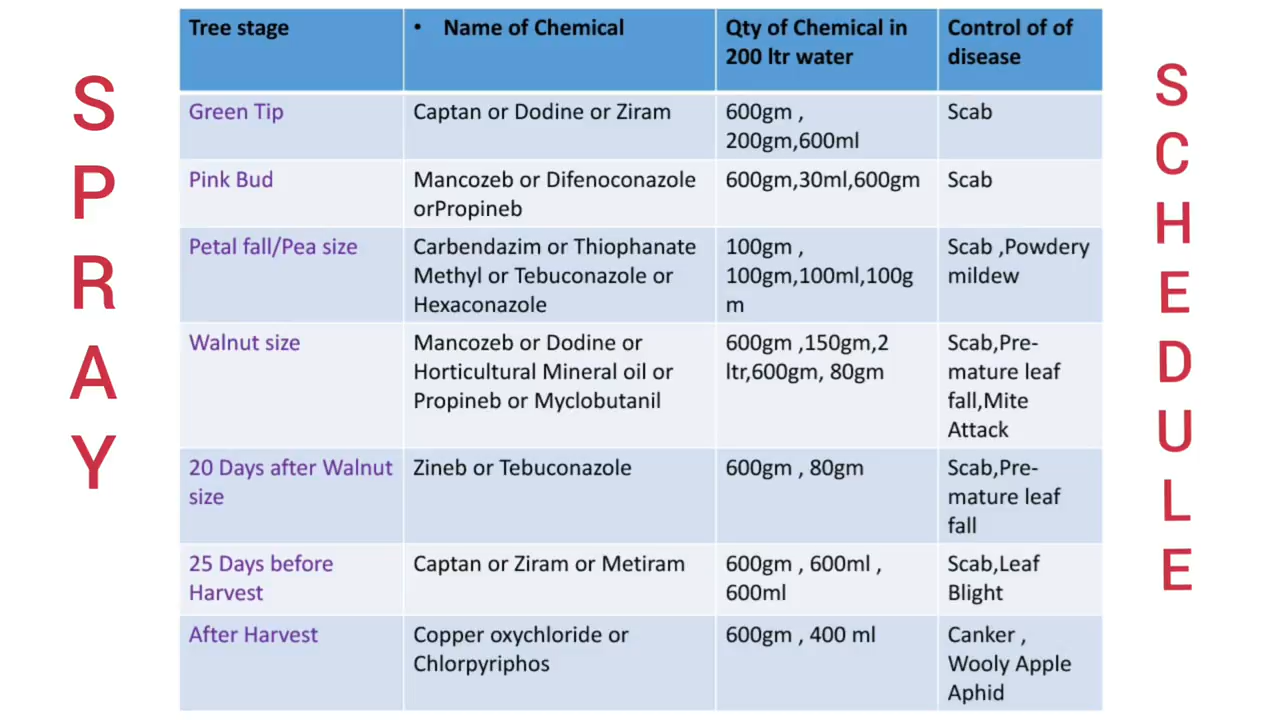 SPRAY
Tree stage
• Name of Chemical
Qty of Chemical in
200 ltr water
Control of of
disease
Green Tip
Captan or Dodine or Ziram
600gm ,
200gm,600ml
Scab
Pink Bud
Mancozeb or Difenoconazole
orPropineb
600gm,30ml,600gm
Scab
Petal fall/Pea size
Carbendazim or Thiophanate
Methyl or Tebuconazole or
Hexaconazole
100gm ,
100gm,100ml,100g
m
Scab ,Powdery
mildew
Walnut size
Mancozeb or Dodine or
Horticultural Mineral oil or
Propineb or Myclobutanil
600gm ,150gm,2
ltr,600gm, 80gm
Scab,Pre-
mature leaf
fall,Mite
Attack
20 Days after Walnut
size
Zineb or Tebuconazole
600gm , 80gm
Scab,Pre-
mature leaf
fall
25 Days before
Harvest
Captan or Ziram or Metiram
600gm , 600ml ,
600ml
Scab,Leaf
Blight
After Harvest
Copper oxychloride or
Chlorpyriphos
600gm , 400 ml
Canker ,
Wooly Apple
Aphid
SCHEDULE